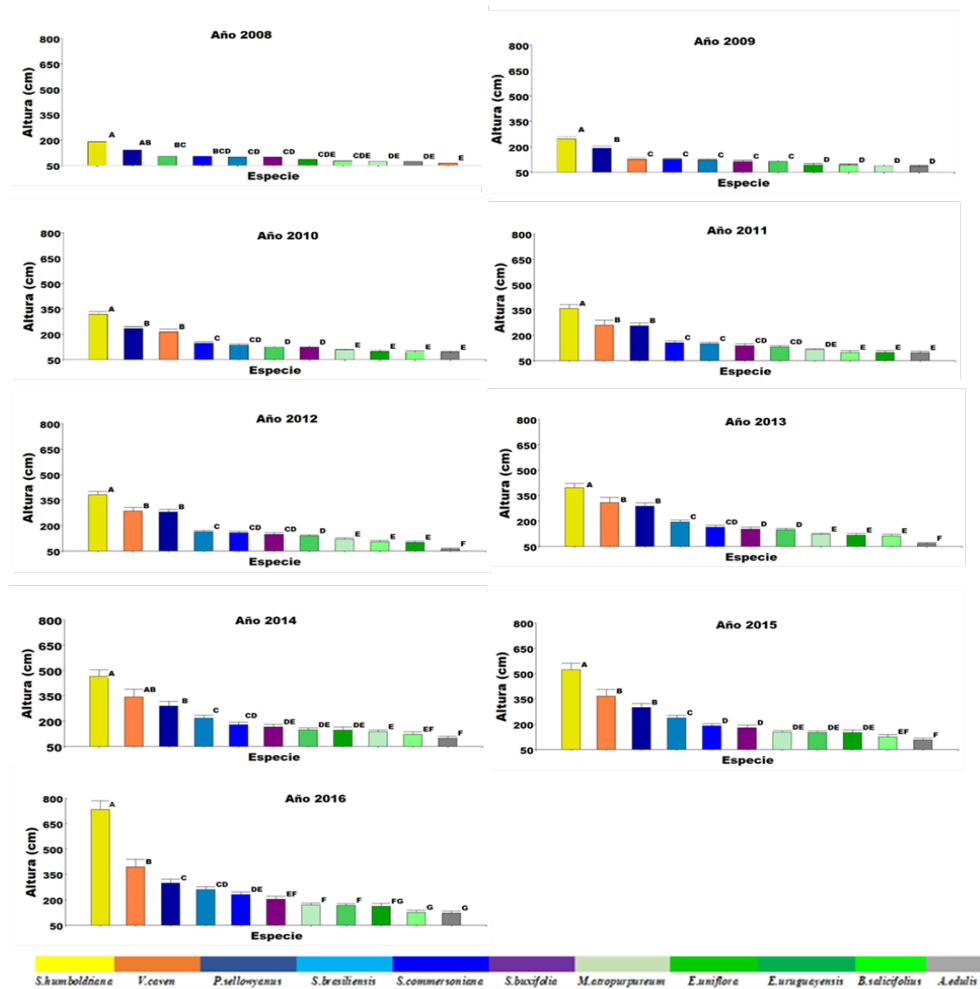 Año 2008
Altura (cm)
800
650
500
350
200
50
A
AB
BC
BCD
CD
CD
CDE
CDE
DE
DE
E
Especie
Año 2009
Altura (cm)
800
650
500
350
200
50
A
B
C
C
C
C
C
D
D
D
D
Especie
Año 2010
Altura (cm)
800
650
500
350
200
50
A
B
B
C
CD
D
D
E
E
E
E
Especie
Año 2011
Altura (cm)
800
650
500
350
200
50
A
B
B
C
C
CD
CD
DE
E
E
E
Especie
Año 2012
Altura (cm)
800
650
500
350
200
50
A
B
B
C
CD
CD
D
E
E
E
F
Especie
Año 2013
Altura (cm)
800
650
500
350
200
50
A
B
B
C
CD
D
D
E
E
E
F
Especie
Año 2014
Altura (cm)
800
650
500
350
200
50
A
AB
B
C
CD
DE
DE
DE
E
EF
F
Especie
Año 2015
Altura (cm)
800
650
500
350
200
50
A
B
B
C
D
D
DE
DE
DE
EF
F
Especie
Año 2016
Altura (cm)
800
650
500
350
200
50
A
B
C
CD
DE
EF
F
F
FG
G
G
Especie
S.humboldtiana V.caven P.sellowyanus S.brasiliensis S.commersoniana S.buxifolia M.atropurpureum E.uniflora E.uruguayensis B.salicifolius A.edulis